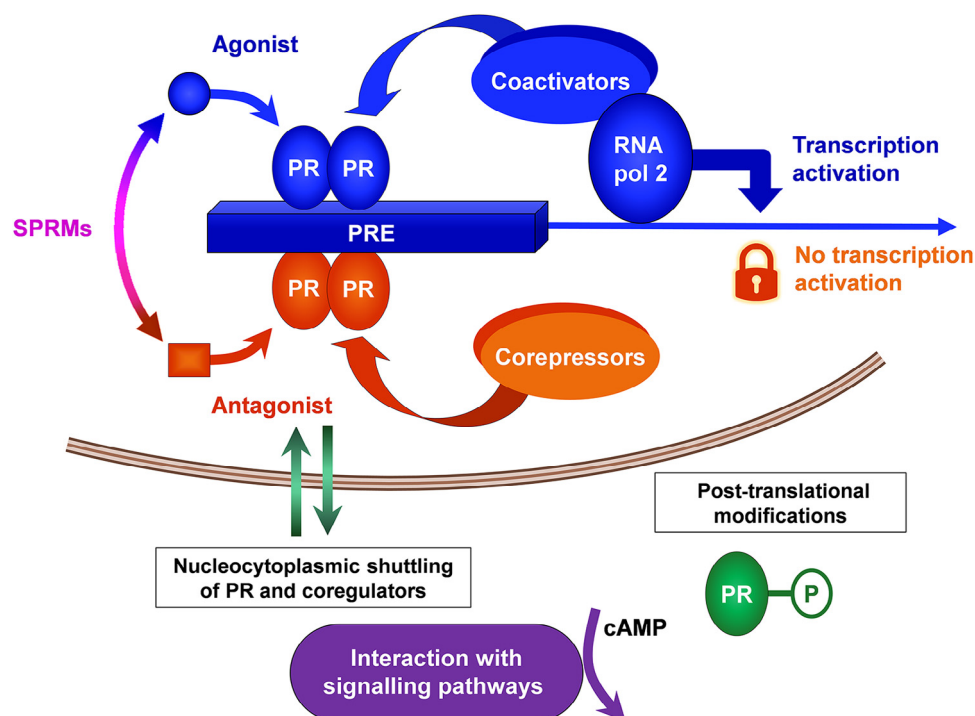 Agonist
Coactivators
PR
PR
RNA
pol 2
Transcription
activation
SPRMs
PRE
No transcription
activation
PR
PR
Corepressors
Antagonist
Post-translational
modifications
Nucleocytoplasmic shuttling
of PR and coregulators
PR
P
cAMP
Interaction with
signalling pathways